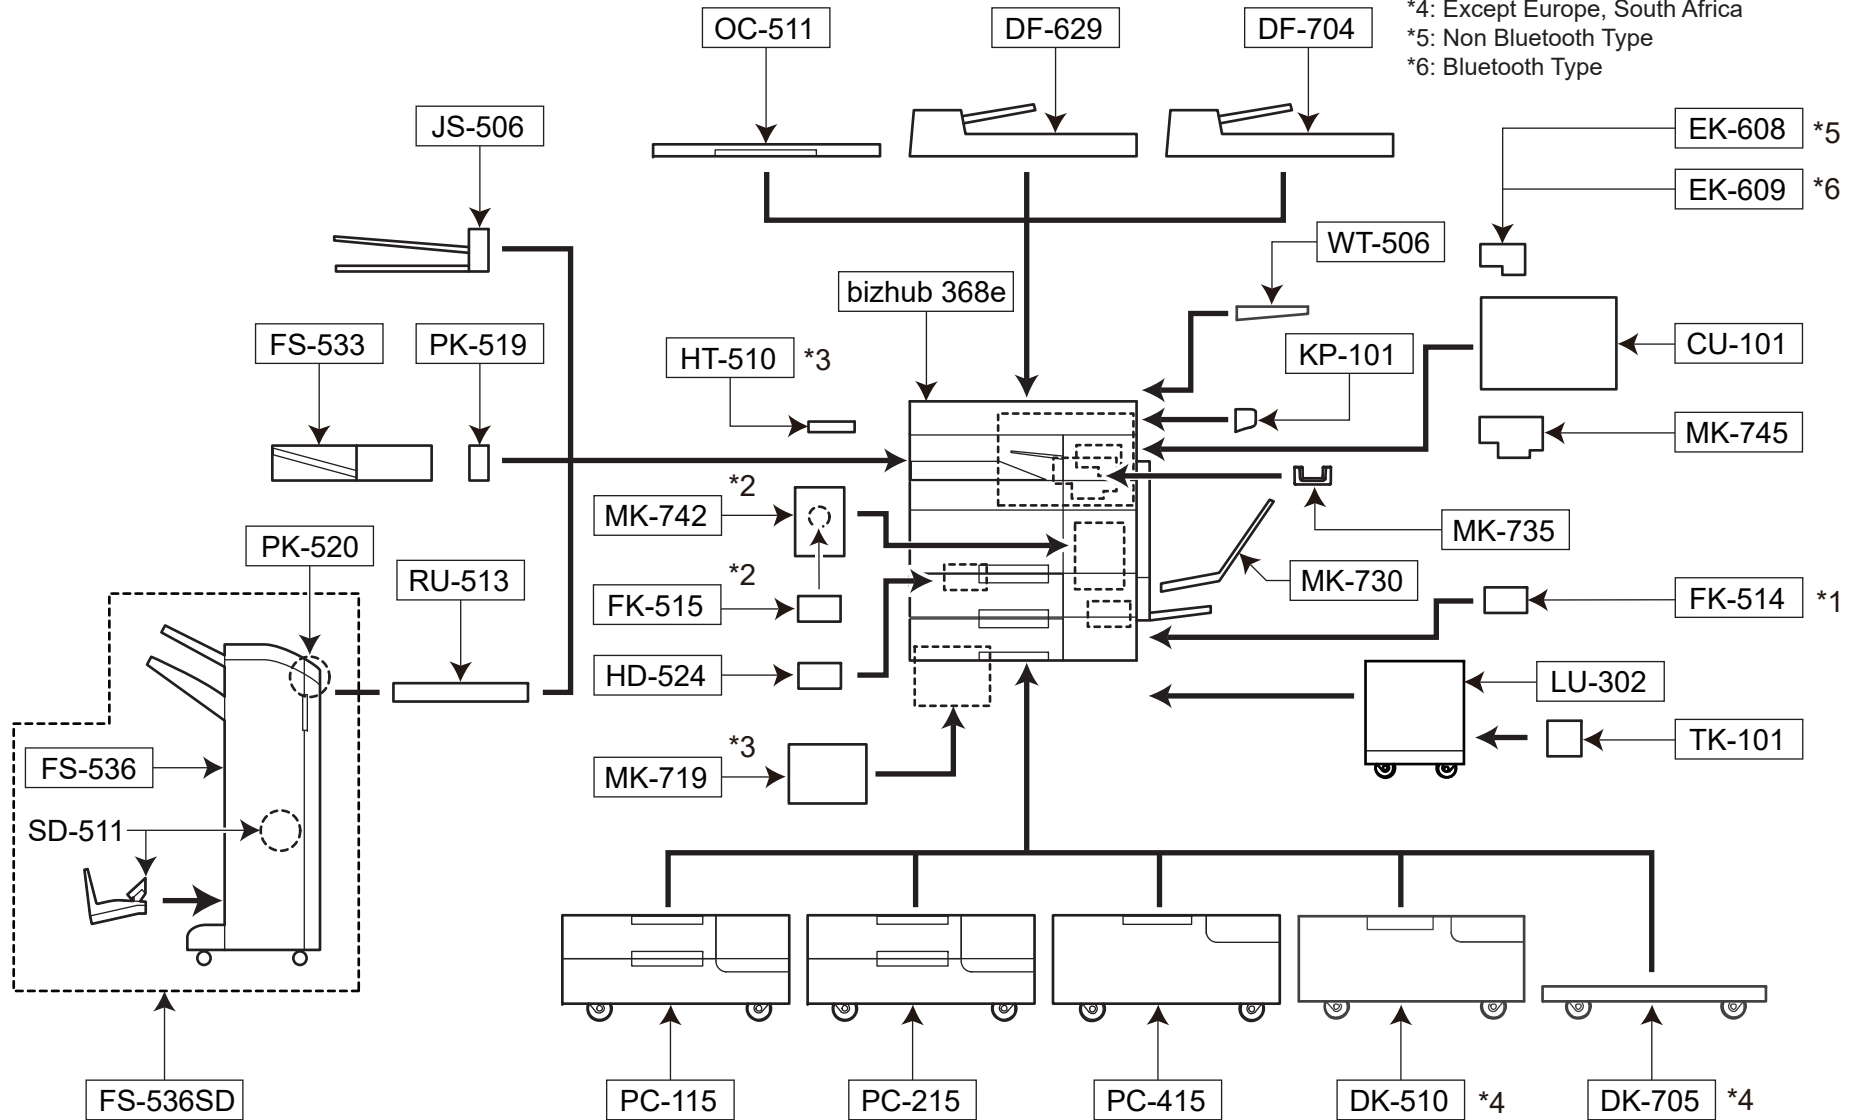 *4: Except Europe, South Africa
*5: Non Bluetooth Type
*6: Bluetooth Type
OC-511
DF-629
DF-704
JS-506
EK-608 *5
EK-609 *6
WT-506
bizhub 368e
FS-533
PK-519
HT-510 *3
KP-101
CU-101
MK-745
*2
MK-742
MK-735
PK-520
RU-513
*2
FK-515
MK-730
FK-514 *1
HD-524
LU-302
*3
MK-719
TK-101
FS-536
SD-511
FS-536SD
PC-115
PC-215
PC-415
DK-510 *4
DK-705 *4